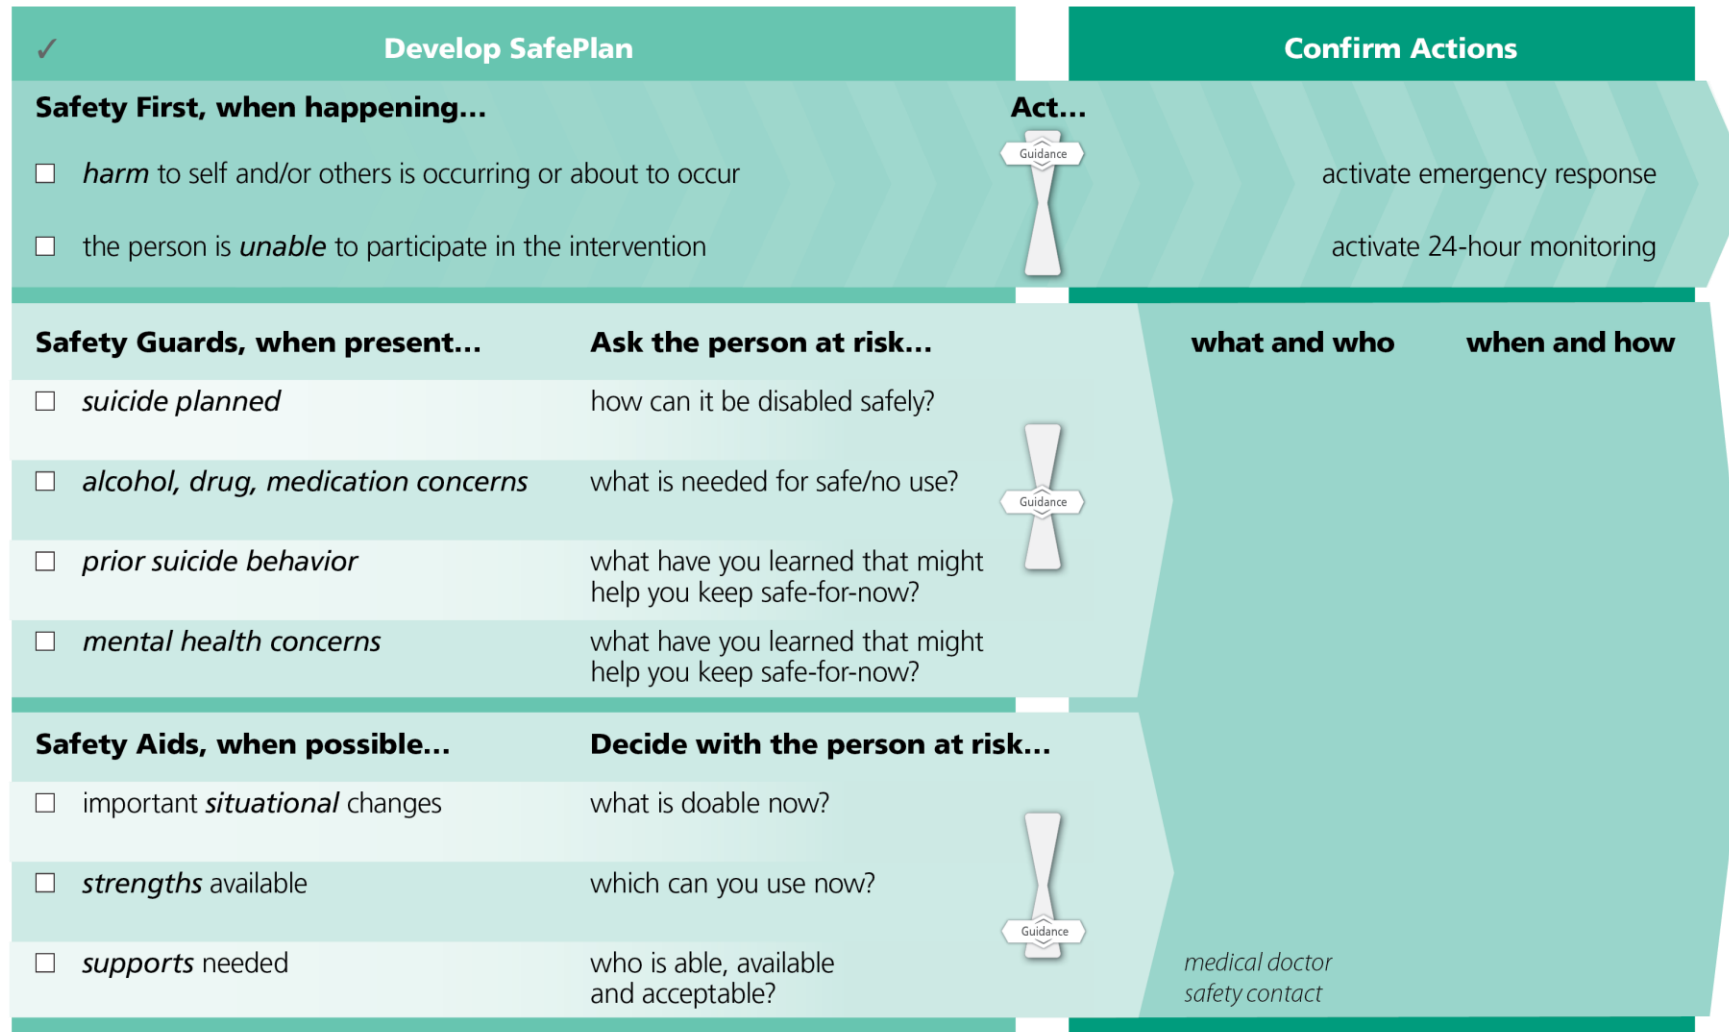 ✓ Develop SafePlan
Confirm Actions
Safety First, when happening...
Act...
Guidance
☐ harm to self and/or others is occurring or about to occur
activate emergency response
☐ the person is unable to participate in the intervention
activate 24-hour monitoring
Safety Guards, when present...
Ask the person at risk...
what and who
when and how
☐ suicide planned
how can it be disabled safely?
☐ alcohol, drug, medication concerns
what is needed for safe/no use?
Guidance
☐ prior suicide behavior
what have you learned that might
help you keep safe-for-now?
☐ mental health concerns
what have you learned that might
help you keep safe-for-now?
Safety Aids, when possible...
Decide with the person at risk...
☐ important situational changes
what is doable now?
☐ strengths available
which can you use now?
Guidance
☐ supports needed
who is able, available
and acceptable?
medical doctor
safety contact